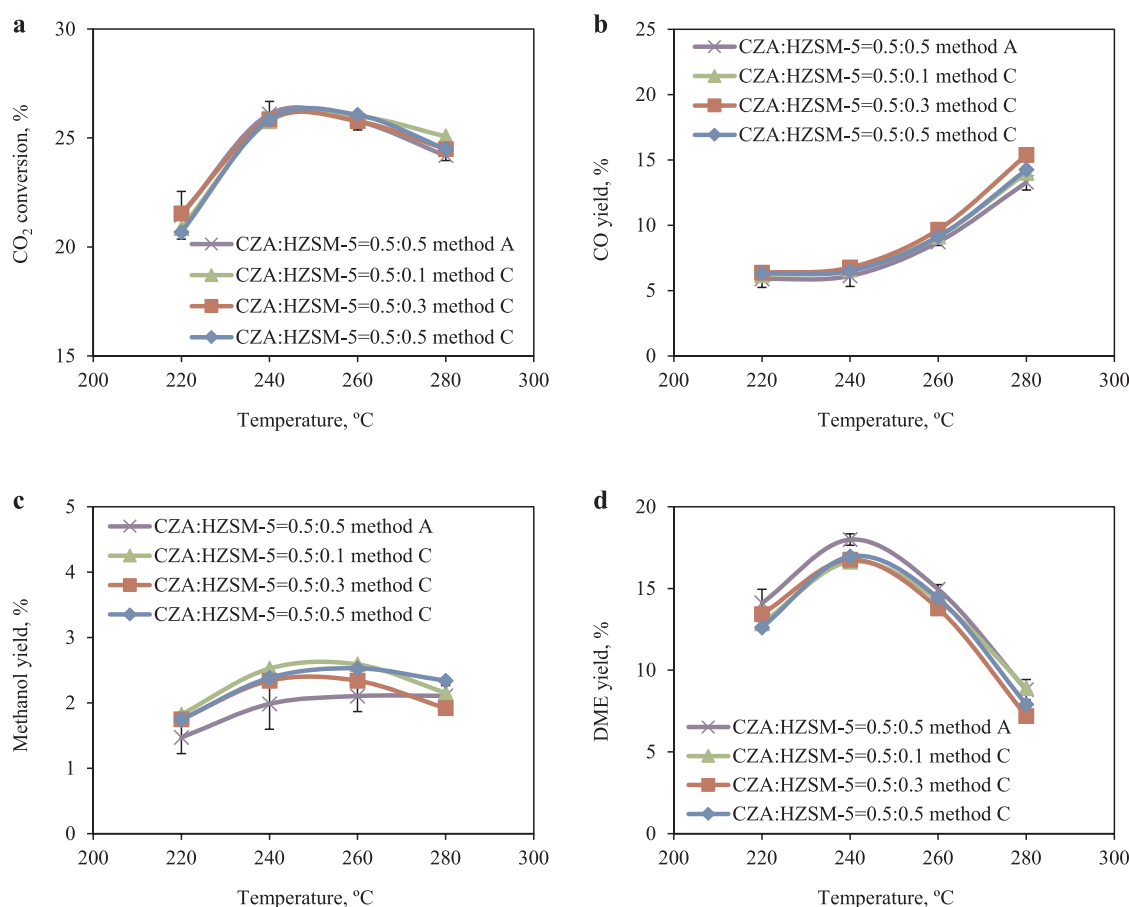 a
30
25
20
15
CO₂ conversion, %
CZA:HZSM-5=0.5:0.5 method A
CZA:HZSM-5=0.5:0.1 method C
CZA:HZSM-5=0.5:0.3 method C
CZA:HZSM-5=0.5:0.5 method C
200 220 240 260 280 300
Temperature, ºC
b
25
20
15
10
5
0
CO yield, %
CZA:HZSM-5=0.5:0.5 method A
CZA:HZSM-5=0.5:0.1 method C
CZA:HZSM-5=0.5:0.3 method C
CZA:HZSM-5=0.5:0.5 method C
200 220 240 260 280 300
Temperature, ºC
c
5
4
3
2
1
0
Methanol yield, %
CZA:HZSM-5=0.5:0.5 method A
CZA:HZSM-5=0.5:0.1 method C
CZA:HZSM-5=0.5:0.3 method C
CZA:HZSM-5=0.5:0.5 method C
200 220 240 260 280 300
Temperature, ºC
d
20
15
10
5
0
DME yield, %
CZA:HZSM-5=0.5:0.5 method A
CZA:HZSM-5=0.5:0.1 method C
CZA:HZSM-5=0.5:0.3 method C
CZA:HZSM-5=0.5:0.5 method C
200 220 240 260 280 300
Temperature, ºC